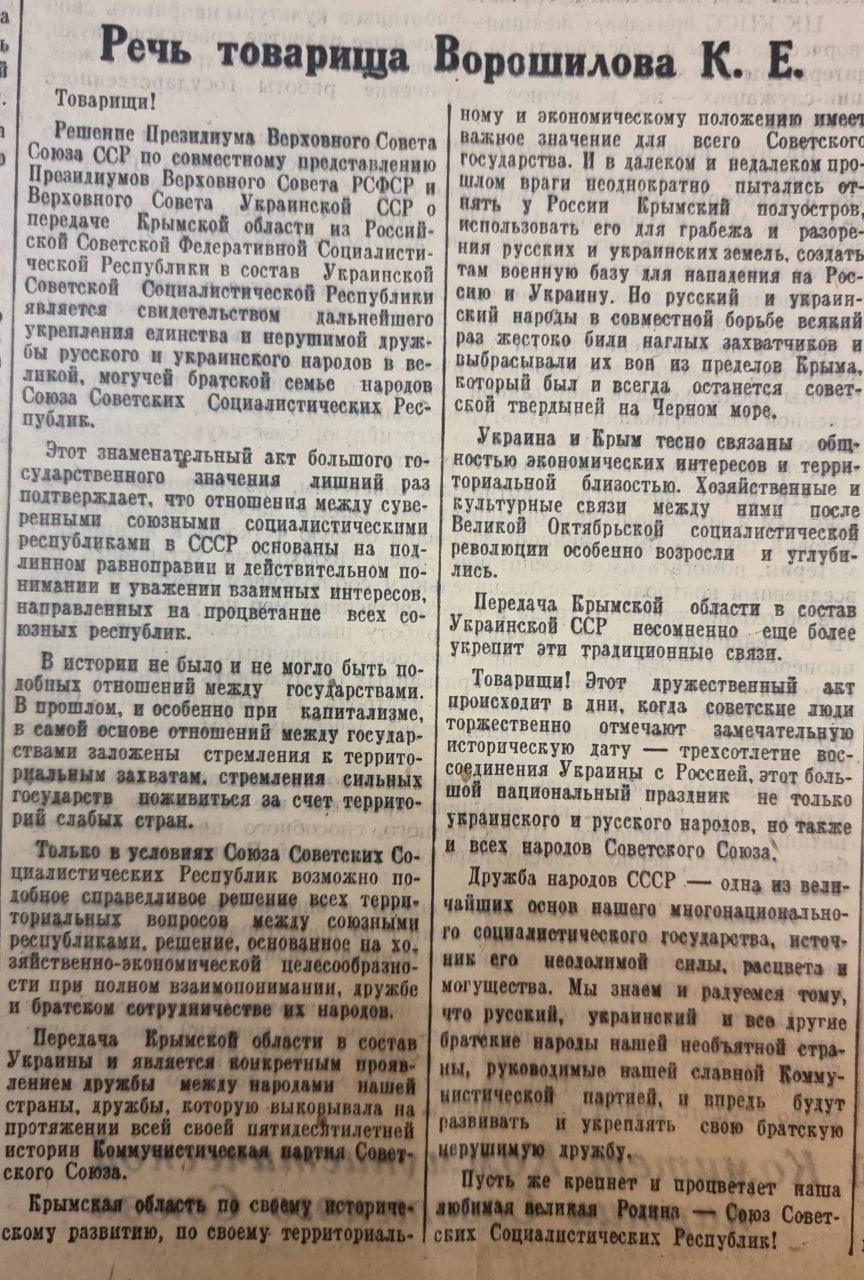 Речь товарища Ворошилова К. Е.
Товарищи!
Решение Президиума Верховного Совета
Союза ССР по совместному представлению
Президиумов Верховного Совета РСФСР и
Верховного Совета Украинской ССР о
передаче Крымской области из Россий-
ской Советской Федеративной Социалисти-
ческой Республики в состав Украинской
Советской Социалистической Республики
является свидетельством дальнейшего
укрепления единства и нерушимой друж-
бы русского и украинского народов в ве-
ликой, могучей братской семье народов
Союза Советских Социалистических Рес-
публик.
Этот знаменательный акт большого го-
сударственного значения лишний раз
подтверждает, что отношения между суве-
ренными союзными социалистическими
республиками в СССР основаны на под-
линном равноправии и действительном по-
нимании и уважении взаимных интересов,
направленных на процветание всех со-
юзных республик.
В истории не было и не могло быть по-
добных отношений между государствами.
В прошлом, и особенно при капитализме,
в самой основе отношений между государ-
ствами заложены стремления к террито-
риальным захватам, стремления сильных
государств поживиться за счет террито-
рий слабых стран.
Только в условиях Союза Советских Со-
циалистических Республик возможно по-
добное справедливое решение всех терри-
ториальных вопросов между союзными
республиками, решение, основанное на хо-
зяйственно-экономической целесообразно-
сти при полном взаимопонимании, дружбе
и братском сотрудничестве их народов.
Передача Крымской области в состав
Украины и является конкретным прояв-
лением дружбы между народами нашей
страны, дружбы, которую выковывала на
протяжении всей своей пятидесятилетней
истории Коммунистическая партия Совет-
ского Союза.
Крымская область по своему историче-
скому развитию, по своему территориаль-
ному и экономическому положению имеет
важное значение для всего Советского
государства. И в далеком и недалеком про-
шлом враги неоднократно пытались от-
нять у России Крымский полуостров,
использовать его для грабежа и разоре-
ния русских и украинских земель, создать
там военную базу для нападения на Рос-
сию и Украину. Но русский и украин-
ский народы в совместной борьбе всякий
раз жестоко били наглых захватчиков и
выбрасывали их вон из пределов Крыма,
который был и всегда останется совет-
ской твердыней на Черном море.
Украина и Крым тесно связаны общ-
ностью экономических интересов и терри-
ториальной близостью. Хозяйственные и
культурные связи между ними после
Великой Октябрьской социалистической
революции особенно возросли и углуби-
лись.
Передача Крымской области в состав
Украинской ССР несомненно еще более
укрепит эти традиционные связи.
Товарищи! Этот дружественный акт
происходит в дни, когда советские люди
торжественно отмечают замечательную
историческую дату — трехсотлетие вос-
соединения Украины с Россией, этот боль-
шой национальный праздник не только
украинского и русского народов, но также
и всех народов Советского Союза.
Дружба народов СССР — одна из вели-
чайших основ нашего многонационально-
го социалистического государства, источ-
ник его неодолимой силы, расцвета и
могущества. Мы знаем и радуемся тому,
что русский, украинский и все другие
братские народы нашей необъятной стра-
ны, руководимые нашей славной Комму-
нистической партией, и впредь будут
развивать и укреплять свою братскую
нерушимую дружбу.
Пусть же крепнет и процветает наша
любимая великая Родина — Союз Совет-
ских Социалистических Республик!